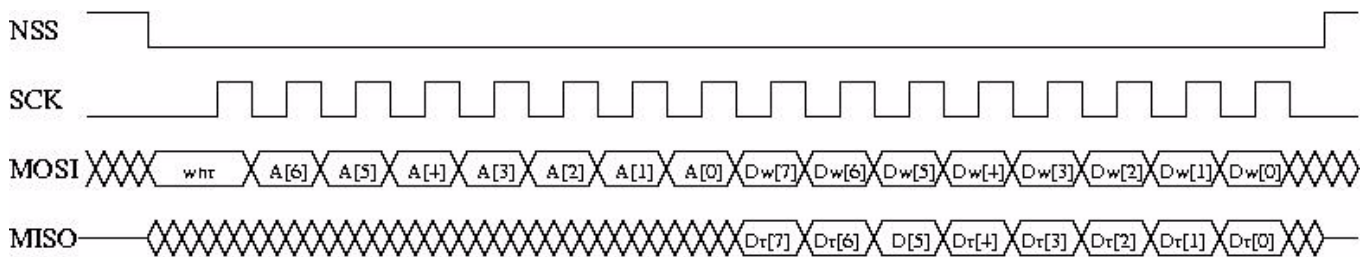 NSS
SCK
MOSI whr A[6] A[5] A[4] A[3] A[2] A[1] A[0] Dw[7] Dw[6] Dw[5] Dw[4] Dw[3] Dw[2] Dw[1] Dw[0]
MISO Dr[7] Dr[6] D[5] Dr[4] Dr[3] Dr[2] Dr[1] Dr[0]